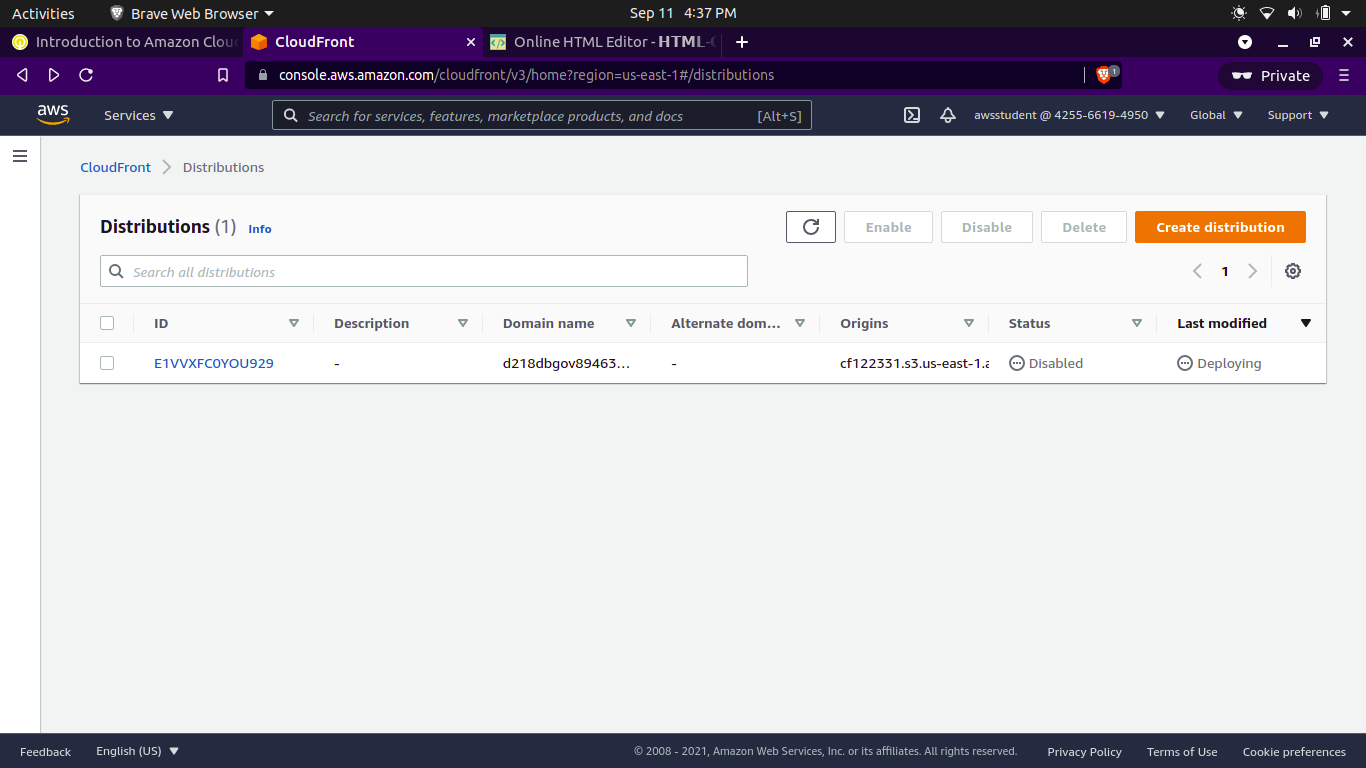 Activities Brave Web Browser Sep 11 4:37 PM
Introduction to Amazon Clou CloudFront Online HTML Editor - HTML-
console.aws.amazon.com/cloudfront/v3/home?region=us-east-1#/distributions 1 Private
aws Services Search for services, features, marketplace products, and docs [Alt+S] awsstudent @ 4255-6619-4950 Global Support
CloudFront Distributions
Distributions (1) Info Enable Disable Delete Create distribution
Search all distributions 1
ID Description Domain name Alternate dom... Origins Status Last modified
E1VVXFC0YOU929 - d218dbgov89463... - cf122331.s3.us-east-1.a Disabled Deploying
Feedback English (US) © 2008 - 2021, Amazon Web Services, Inc. or its affiliates. All rights reserved. Privacy Policy Terms of Use Cookie preferences